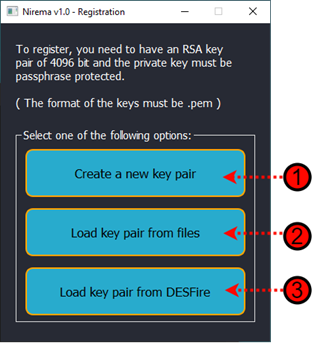 Nirema v1.0 - Registration
To register, you need to have an RSA key
pair of 4096 bit and the private key must be
passphrase protected.
( The format of the keys must be .pem )
Select one of the following options:
Create a new key pair
1
Load key pair from files
2
Load key pair from DESFire
3